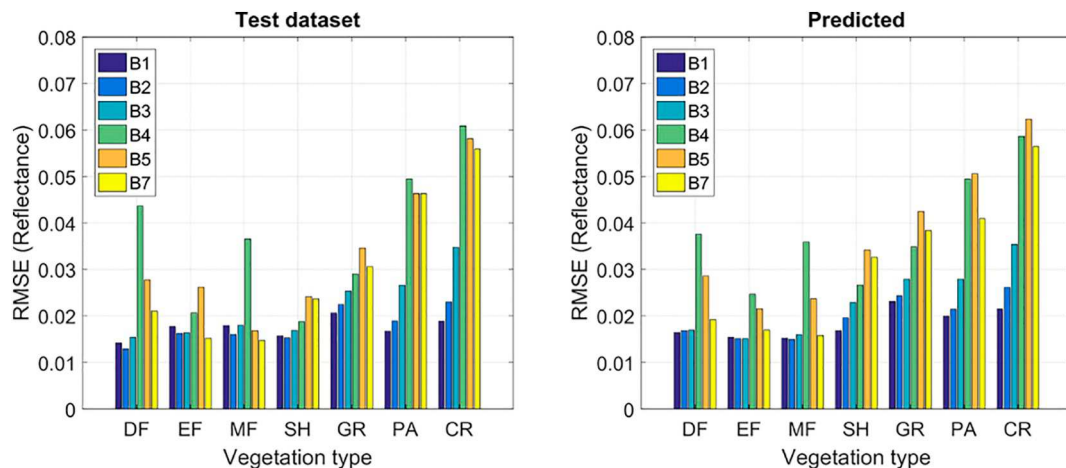 Test dataset
0.08
0.07
0.06
0.05
0.04
0.03
0.02
0.01
0
RMSE (Reflectance)
B1
B2
B3
B4
B5
B7
DF EF MF SH GR PA CR
Vegetation type
Predicted
0.08
0.07
0.06
0.05
0.04
0.03
0.02
0.01
0
RMSE (Reflectance)
B1
B2
B3
B4
B5
B7
DF EF MF SH GR PA CR
Vegetation type